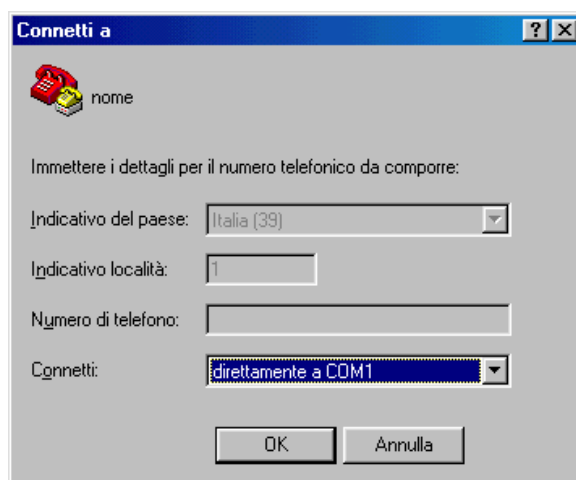 Connetti a
nome
Immettere i dettagli per il numero telefonico da comporre:
Indicativo del paese: Italia (39)
Indicativo località: 1
Numero di telefono:
Connetti: direttamente a COM1
OK Annulla